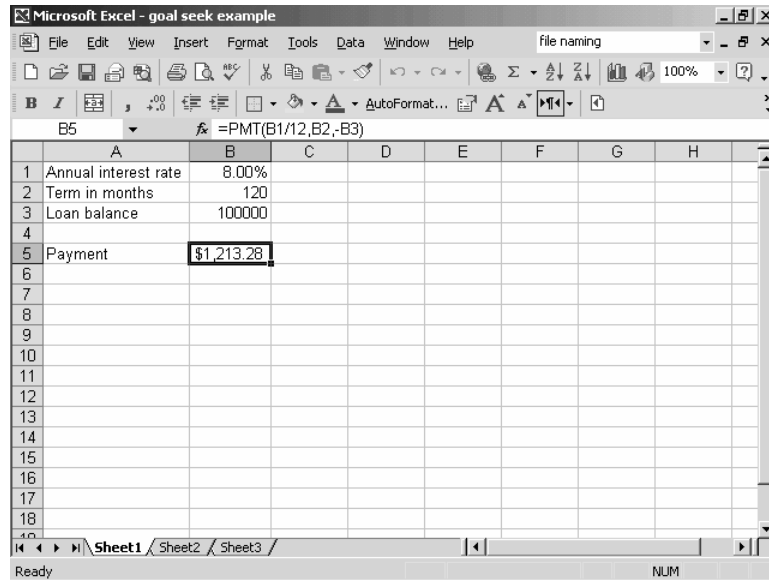 Microsoft Excel - goal seek example
File Edit View Insert Format Tools Data Window Help file naming
ABC Σ A Z Z A 100% ?
B I a , .00 →.0 A AutoFormat... A A
B5 fx =PMT(B1/12,B2,-B3)
A B C D E F G H
1 Annual interest rate 8.00%
2 Term in months 120
3 Loan balance 100000
4
5 Payment $1,213.28
6
7
8
9
10
11
12
13
14
15
16
17
18
Sheet1 Sheet2 Sheet3
Ready NUM